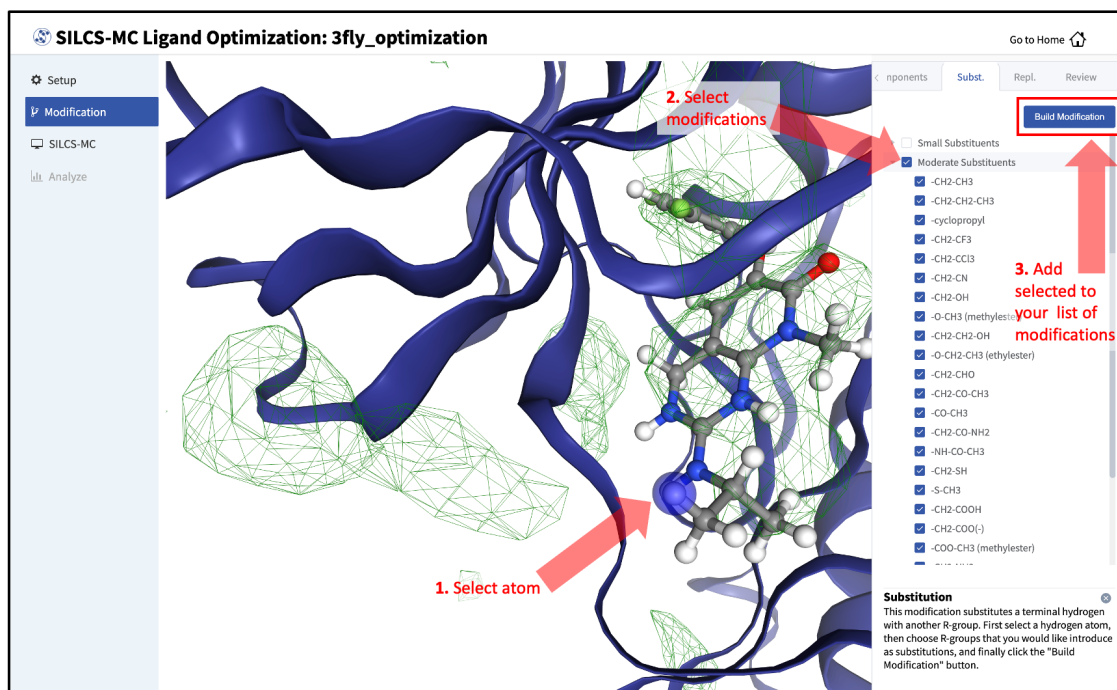 SILCS-MC Ligand Optimization: 3fly_optimization
Go to Home
Setup
Modification
SILCS-MC
Analyze
nponents
Subst.
Repl.
Review
2. Select
modifications
Build Modification
Small Substituents
Moderate Substituents
-CH2-CH3
-CH2-CH2-CH3
-cyclopropyl
-CH2-CF3
-CH2-CCl3
-CH2-CN
-CH2-OH
-O-CH3 (methylester)
-CH2-CH2-OH
-O-CH2-CH3 (ethylester)
-CH2-CHO
-CH2-CO-CH3
-CO-CH3
-CH2-CO-NH2
-NH-CO-CH3
-CH2-SH
-S-CH3
-CH2-COOH
-CH2-COO(-)
-COO-CH3 (methylester)
3. Add
selected to
your list of
modifications
1. Select atom
Substitution
This modification substitutes a terminal hydrogen
with another R-group. First select a hydrogen atom,
then choose R-groups that you would like introduce
as substitutions, and finally click the "Build
Modification" button.